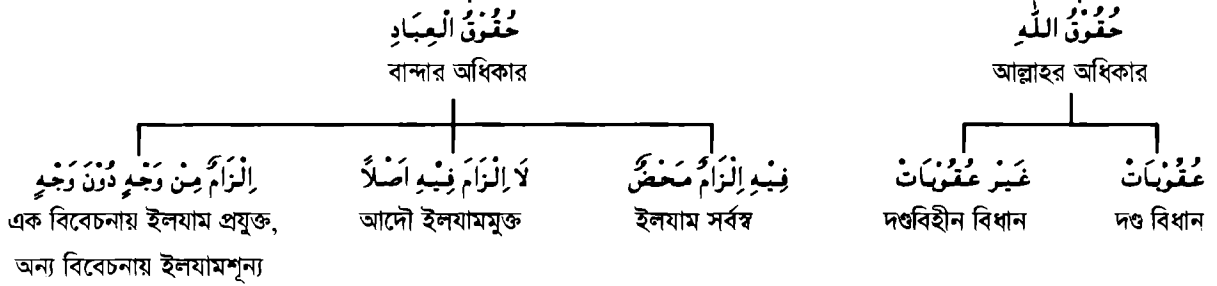 حُقُوْقُ اللّٰهِ
আল্লাহর অধিকার
عُقُوْبَاتْ
দণ্ড বিধান
غَيْر عُقُوْبَاتْ
দণ্ডবিহীন বিধান
حُقُوْقُ الْعِبَادِ
বান্দার অধিকার
فِيْهِ اِلْزَامٌ مَحْضٌ
ইলযাম সর্বস্ব
لَا اِلْزَامَ فِيْهِ اَصْلًا
আদৌ ইলযামমুক্ত
اِلْزَامٌ مِنْ وَجْهٍ دُوْنَ وَجْهٍ
এক বিবেচনায় ইলযাম প্রযুক্ত,
অন্য বিবেচনায় ইলযামশূন্য